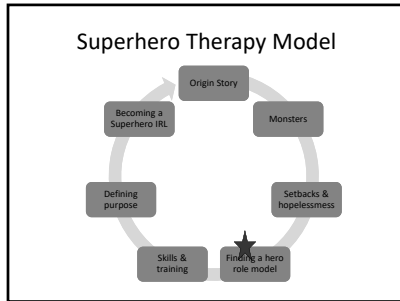 Superhero Therapy Model
Origin Story
Monsters
Setbacks &
hopelessness
Finding a hero
role model
Skills &
training
Defining
purpose
Becoming a
Superhero IRL